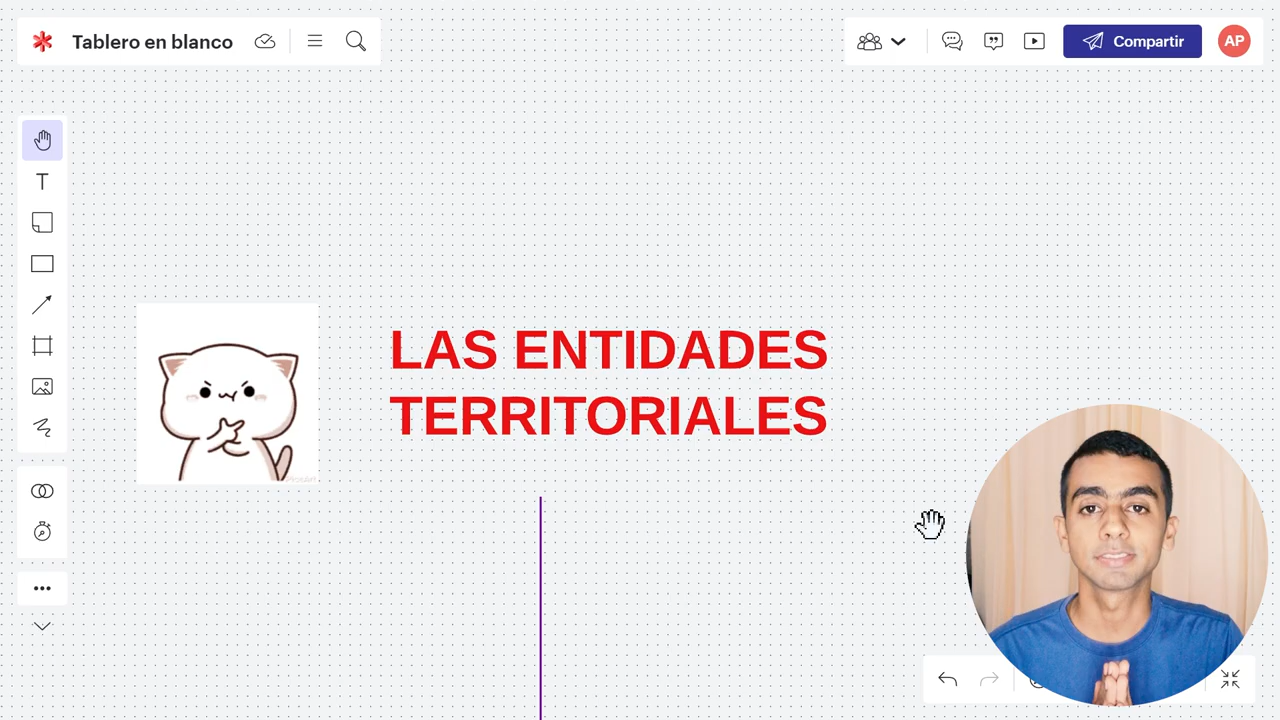 Tablero en blanco
Compartir
AP
T
LAS ENTIDADES
TERRITORIALES